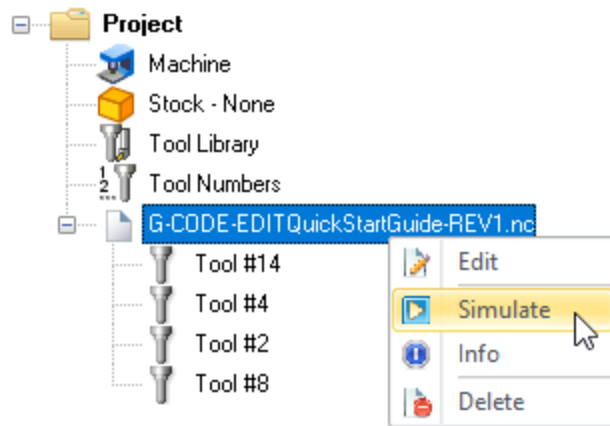 Project
Machine
Stock - None
Tool Library
1
2
Tool Numbers
G-CODE-EDITQuickStartGuide-REV1.nc
Tool #14
Edit
Tool #4
Simulate
Tool #2
Info
Tool #8
Delete